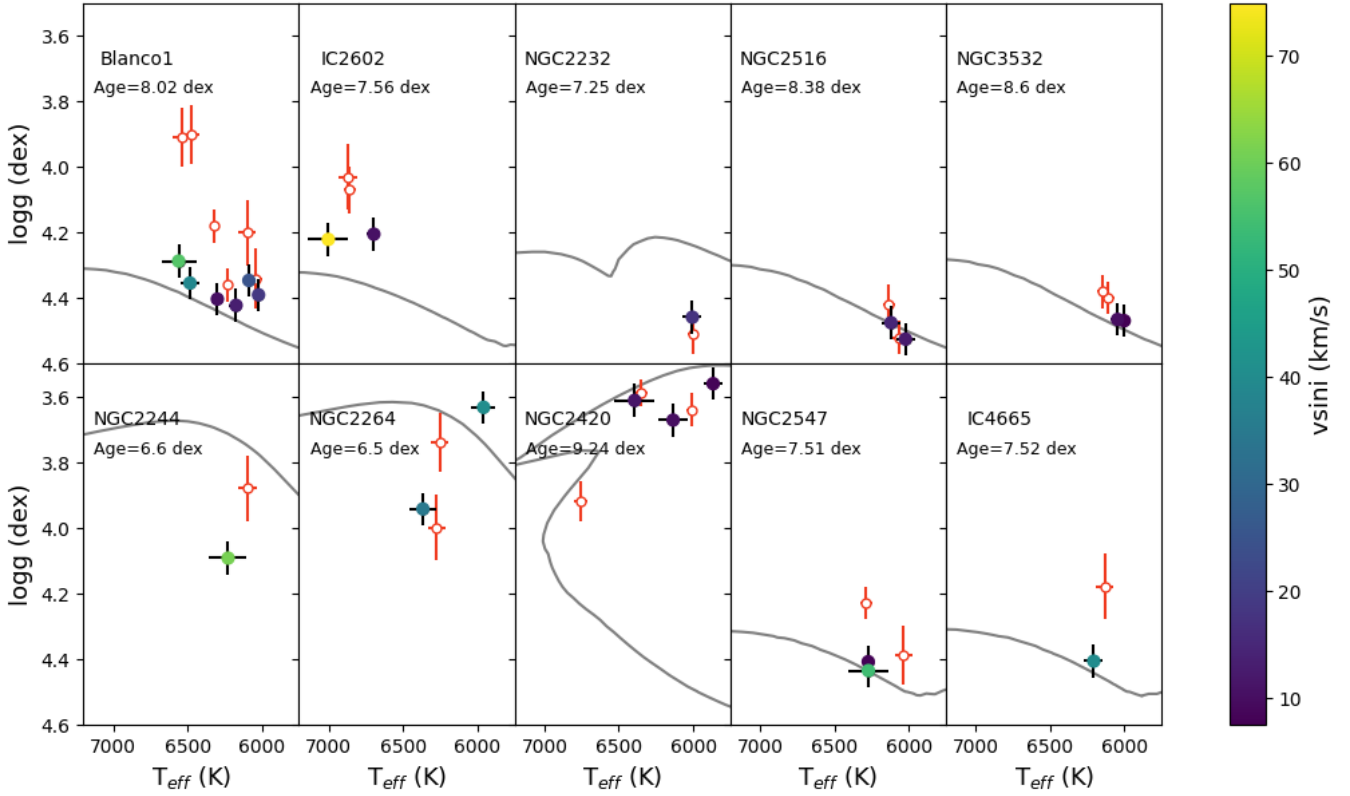 Blanco1
Age=8.02 dex
IC2602
Age=7.56 dex
NGC2232
Age=7.25 dex
NGC2516
Age=8.38 dex
NGC3532
Age=8.6 dex
3.6
3.8
4.0
4.2
4.4
4.6
logg (dex)
NGC2244
Age=6.6 dex
NGC2264
Age=6.5 dex
NGC2420
Age=9.24 dex
NGC2547
Age=7.51 dex
IC4665
Age=7.52 dex
3.6
3.8
4.0
4.2
4.4
4.6
logg (dex)
7000 6500 6000
7000 6500 6000
7000 6500 6000
7000 6500 6000
7000 6500 6000
Teff (K)
Teff (K)
Teff (K)
Teff (K)
Teff (K)
70
60
50
40
30
20
10
vsini (km/s)